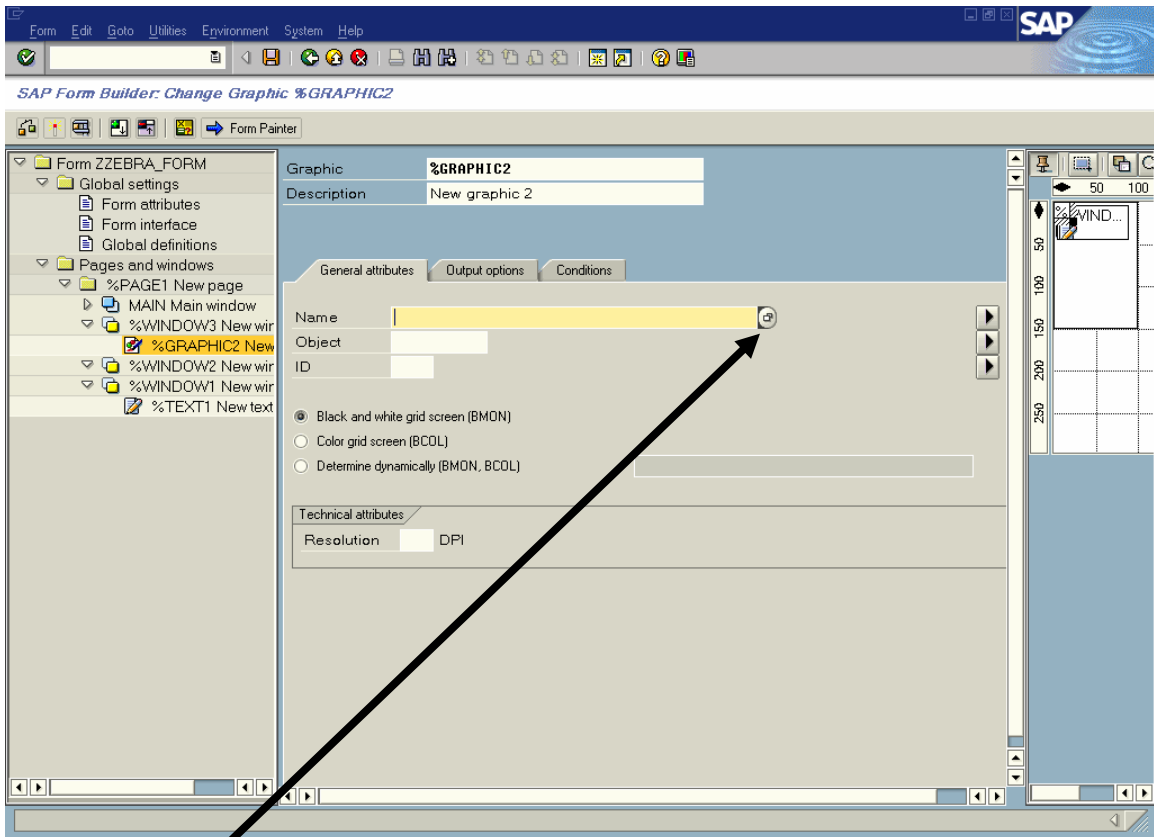 Form Edit Goto Utilities Environment System Help
SAP
SAP Form Builder: Change Graphic %GRAPHIC2
Form Painter
Form ZZEBRA_FORM
Global settings
Form attributes
Form interface
Global definitions
Pages and windows
%PAGE1 New page
MAIN Main window
%WINDOW3 New wir
%GRAPHIC2 New
%WINDOW2 New wir
%WINDOW1 New wir
%TEXT1 New text
Graphic %GRAPHIC2
Description New graphic 2
General attributes Output options Conditions
Name
Object
ID
Black and white grid screen (BMON)
Color grid screen (BCOL)
Determine dynamically (BMON, BCOL)
Technical attributes
Resolution DPI
50 100
50
100
150
200
250